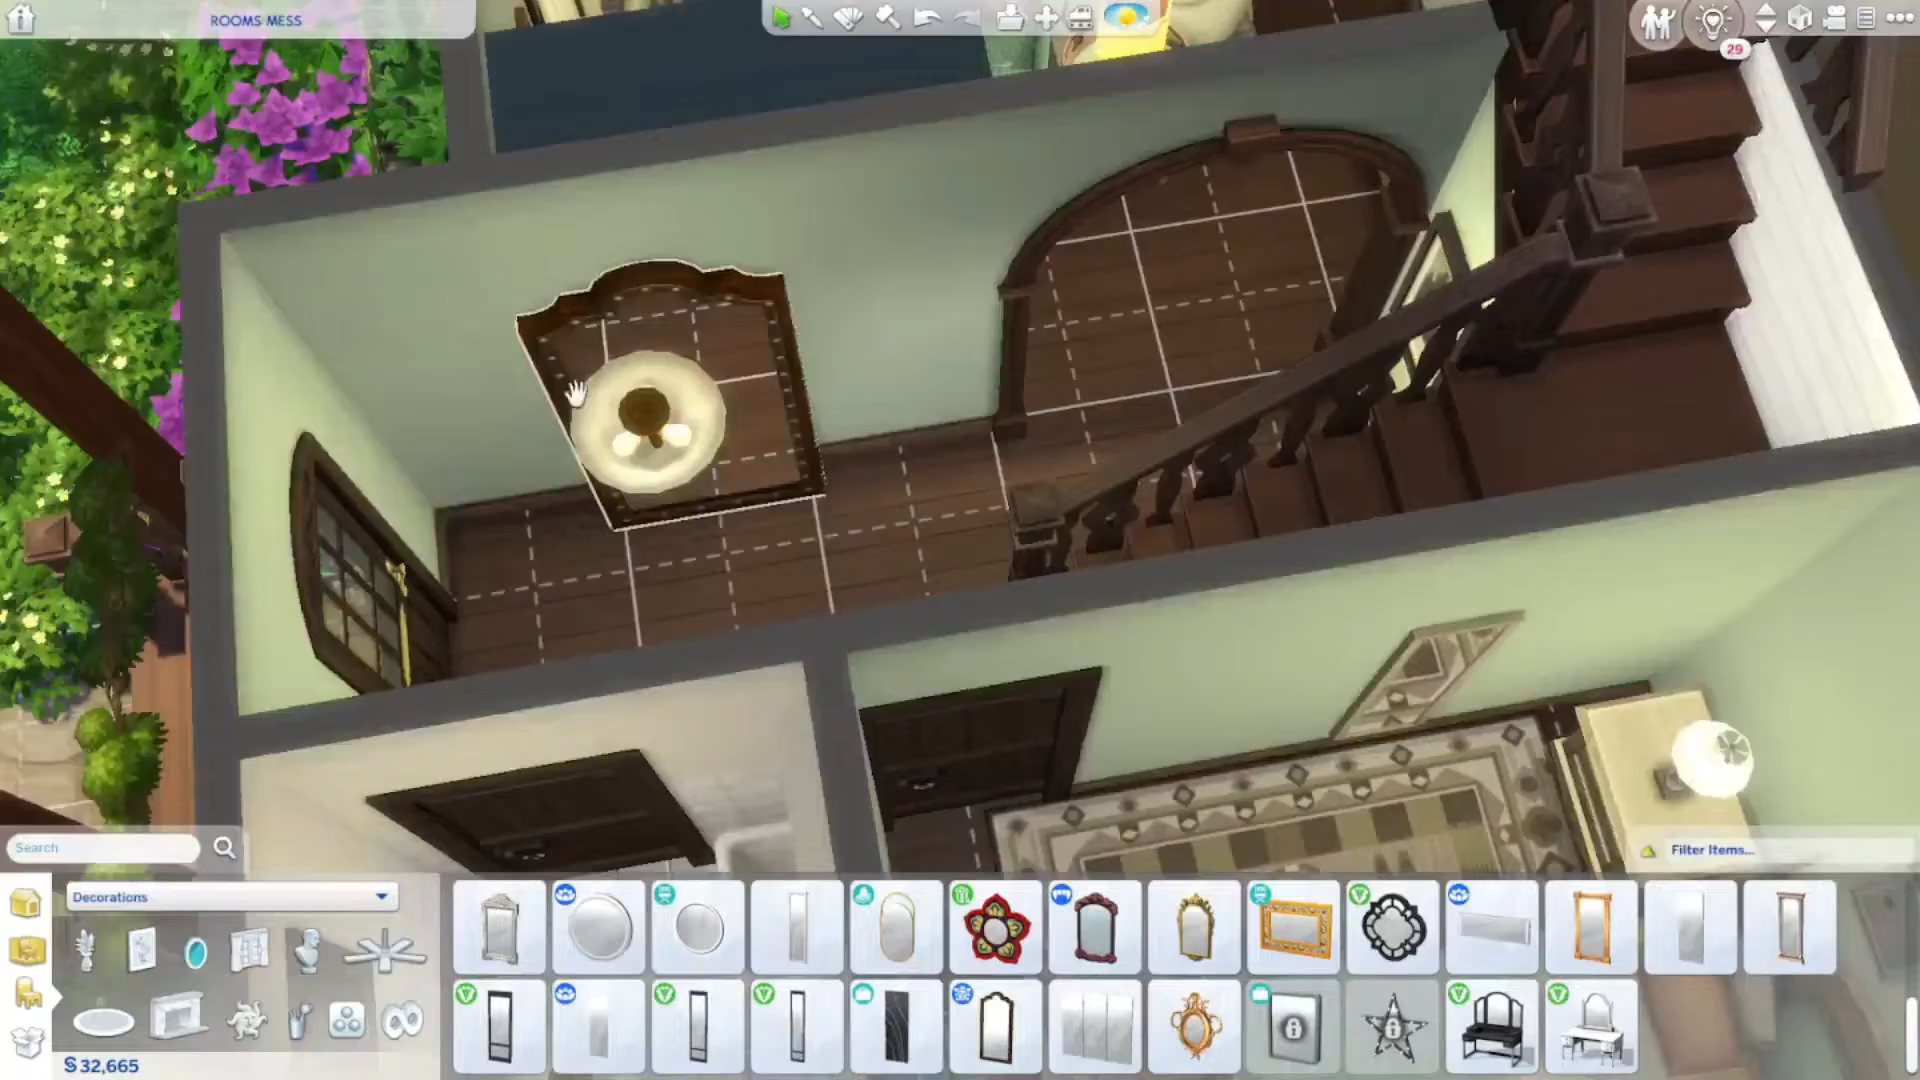 ROOMS MESS
29
Search
Filter Items...
Decorations
§32,665